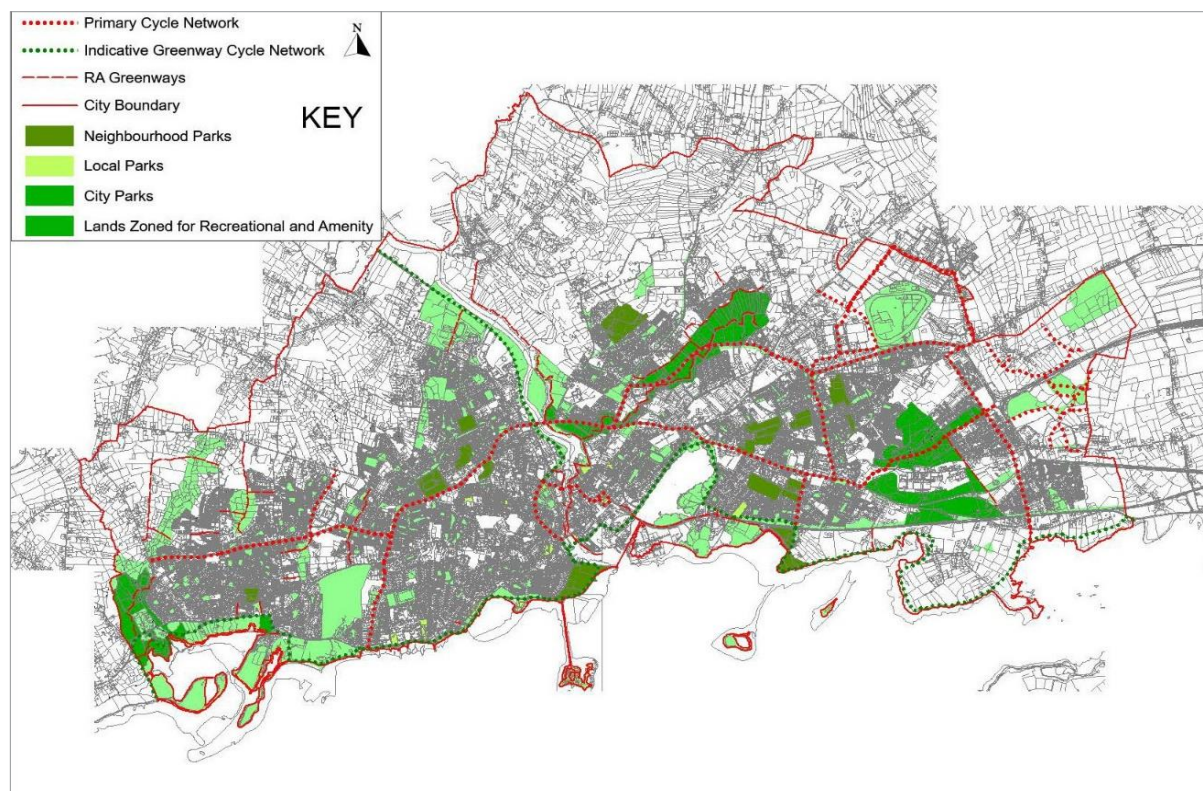 Primary Cycle Network
N
Indicative Greenway Cycle Network
RA Greenways
City Boundary
KEY
Neighbourhood Parks
Local Parks
City Parks
Lands Zoned for Recreational and Amenity